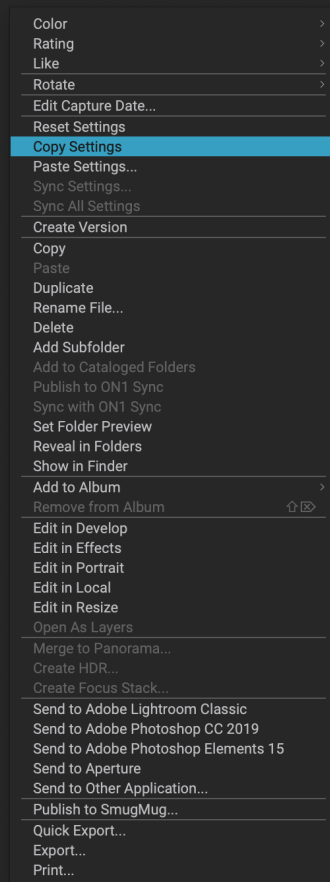 Color
Rating
Like
Rotate
Edit Capture Date...
Reset Settings
Copy Settings
Paste Settings...
Sync Settings...
Sync All Settings
Create Version
Copy
Paste
Duplicate
Rename File...
Delete
Add Subfolder
Add to Cataloged Folders
Publish to ON1 Sync
Sync with ON1 Sync
Set Folder Preview
Reveal in Folders
Show in Finder
Add to Album
Remove from Album ⇧⌦
Edit in Develop
Edit in Effects
Edit in Portrait
Edit in Local
Edit in Resize
Open As Layers
Merge to Panorama...
Create HDR...
Create Focus Stack...
Send to Adobe Lightroom Classic
Send to Adobe Photoshop CC 2019
Send to Adobe Photoshop Elements 15
Send to Aperture
Send to Other Application...
Publish to SmugMug...
Quick Export...
Export...
Print...